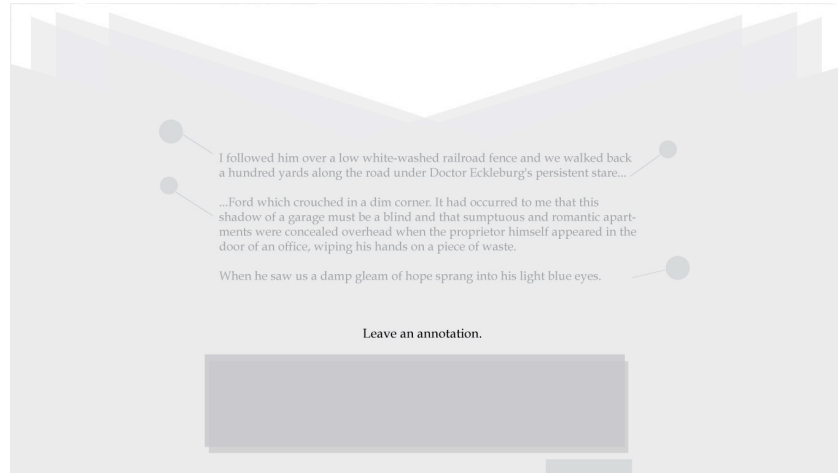 I followed him over a low white-washed railroad fence and we walked back
a hundred yards along the road under Doctor Eckleburg's persistent stare...
...Ford which crouched in a dim corner. It had occurred to me that this
shadow of a garage must be a blind and that sumptuous and romantic apart-
ments were concealed overhead when the proprietor himself appeared in the
door of an office, wiping his hands on a piece of waste.
When he saw us a damp gleam of hope sprang into his light blue eyes.
Leave an annotation.